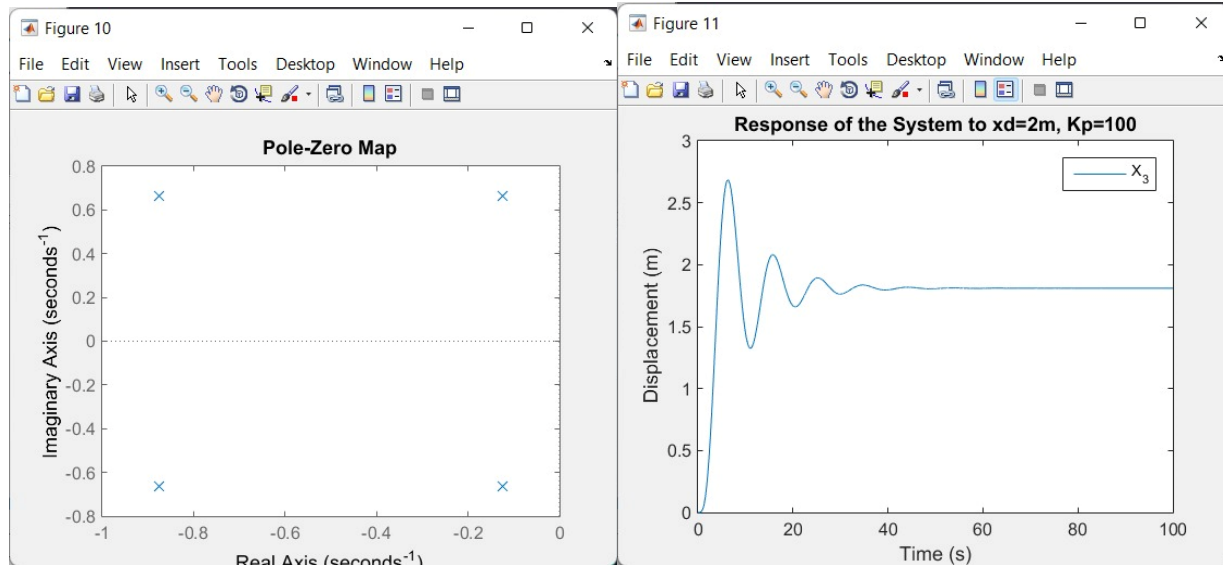 Figure 10
File Edit View Insert Tools Desktop Window Help
Pole-Zero Map
0.8
0.6
0.4
0.2
0
-0.2
-0.4
-0.6
-0.8
-1 -0.8 -0.6 -0.4 -0.2 0
Imaginary Axis (seconds⁻¹)
Real Axis (seconds⁻¹)
Figure 11
File Edit View Insert Tools Desktop Window Help
Response of the System to xd=2m, Kp=100
X₃
3
2.5
2
1.5
1
0.5
0
0 20 40 60 80 100
Displacement (m)
Time (s)